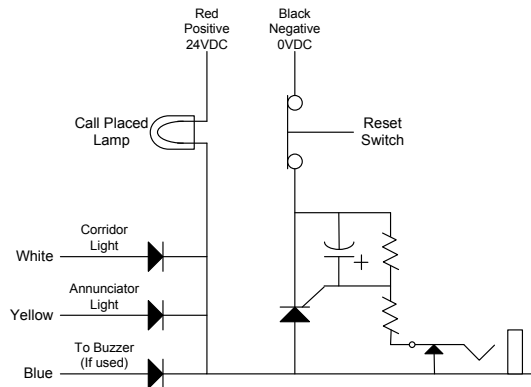 Red
Positive
24VDC
Black
Negative
0VDC
Call Placed
Lamp
Reset
Switch
Corridor
Light
White
Annunciator
Light
Yellow
To Buzzer
(If used)
Blue
+